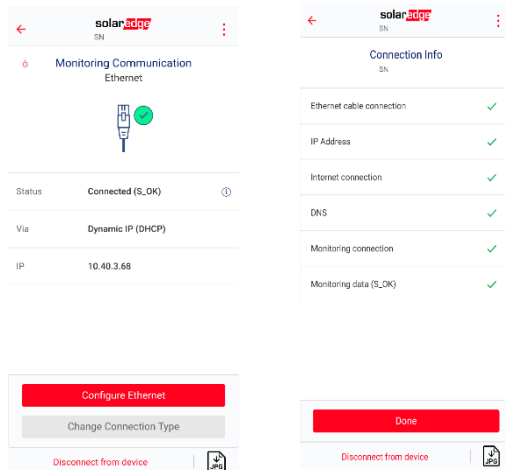 solaredge
SN
Monitoring Communication
Ethernet
Status Connected (S_OK)
Via Dynamic IP (DHCP)
IP 10.40.3.68
Configure Ethernet
Change Connection Type
Disconnect from device
JPG
solaredge
SN
Connection Info
SN
Ethernet cable connection
IP Address
Internet connection
DNS
Monitoring connection
Monitoring data (S_OK)
Done
Disconnect from device
JPG